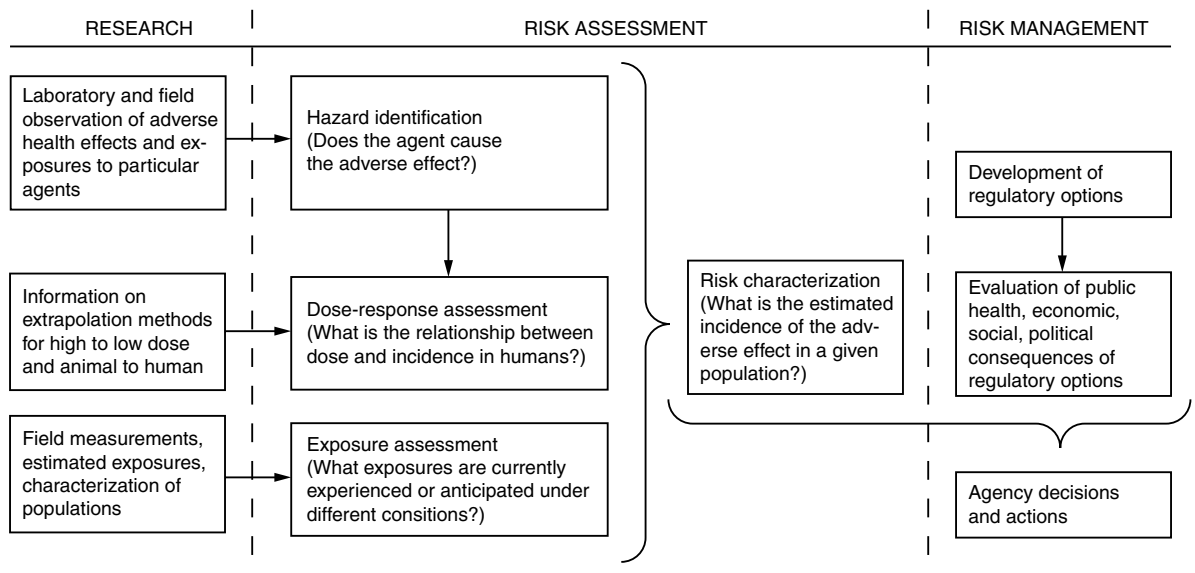 RESEARCH
RISK ASSESSMENT
RISK MANAGEMENT
Laboratory and field
observation of adverse
health effects and ex-
posures to particular
agents
Hazard identification
(Does the agent cause
the adverse effect?)
Development of
regulatory options
Information on
extrapolation methods
for high to low dose
and animal to human
Dose-response assessment
(What is the relationship between
dose and incidence in humans?)
Risk characterization
(What is the estimated
incidence of the adv-
erse effect in a given
population?)
Evaluation of public
health, economic,
social, political
consequences of
regulatory options
Field measurements,
estimated exposures,
characterization of
populations
Exposure assessment
(What exposures are currently
experienced or anticipated under
different consitions?)
Agency decisions
and actions